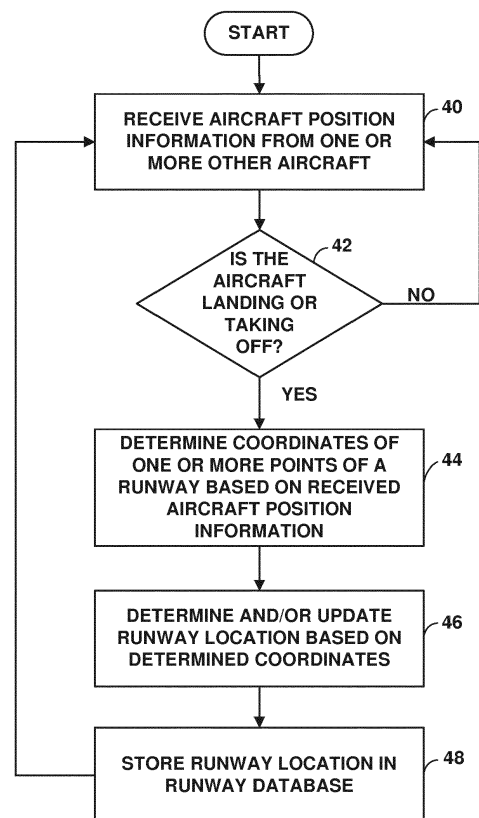 START
RECEIVE AIRCRAFT POSITION
INFORMATION FROM ONE OR
MORE OTHER AIRCRAFT
40
IS THE
AIRCRAFT
LANDING OR
TAKING
OFF?
42
NO
YES
DETERMINE COORDINATES OF
ONE OR MORE POINTS OF A
RUNWAY BASED ON RECEIVED
AIRCRAFT POSITION
INFORMATION
44
DETERMINE AND/OR UPDATE
RUNWAY LOCATION BASED ON
DETERMINED COORDINATES
46
STORE RUNWAY LOCATION IN
RUNWAY DATABASE
48